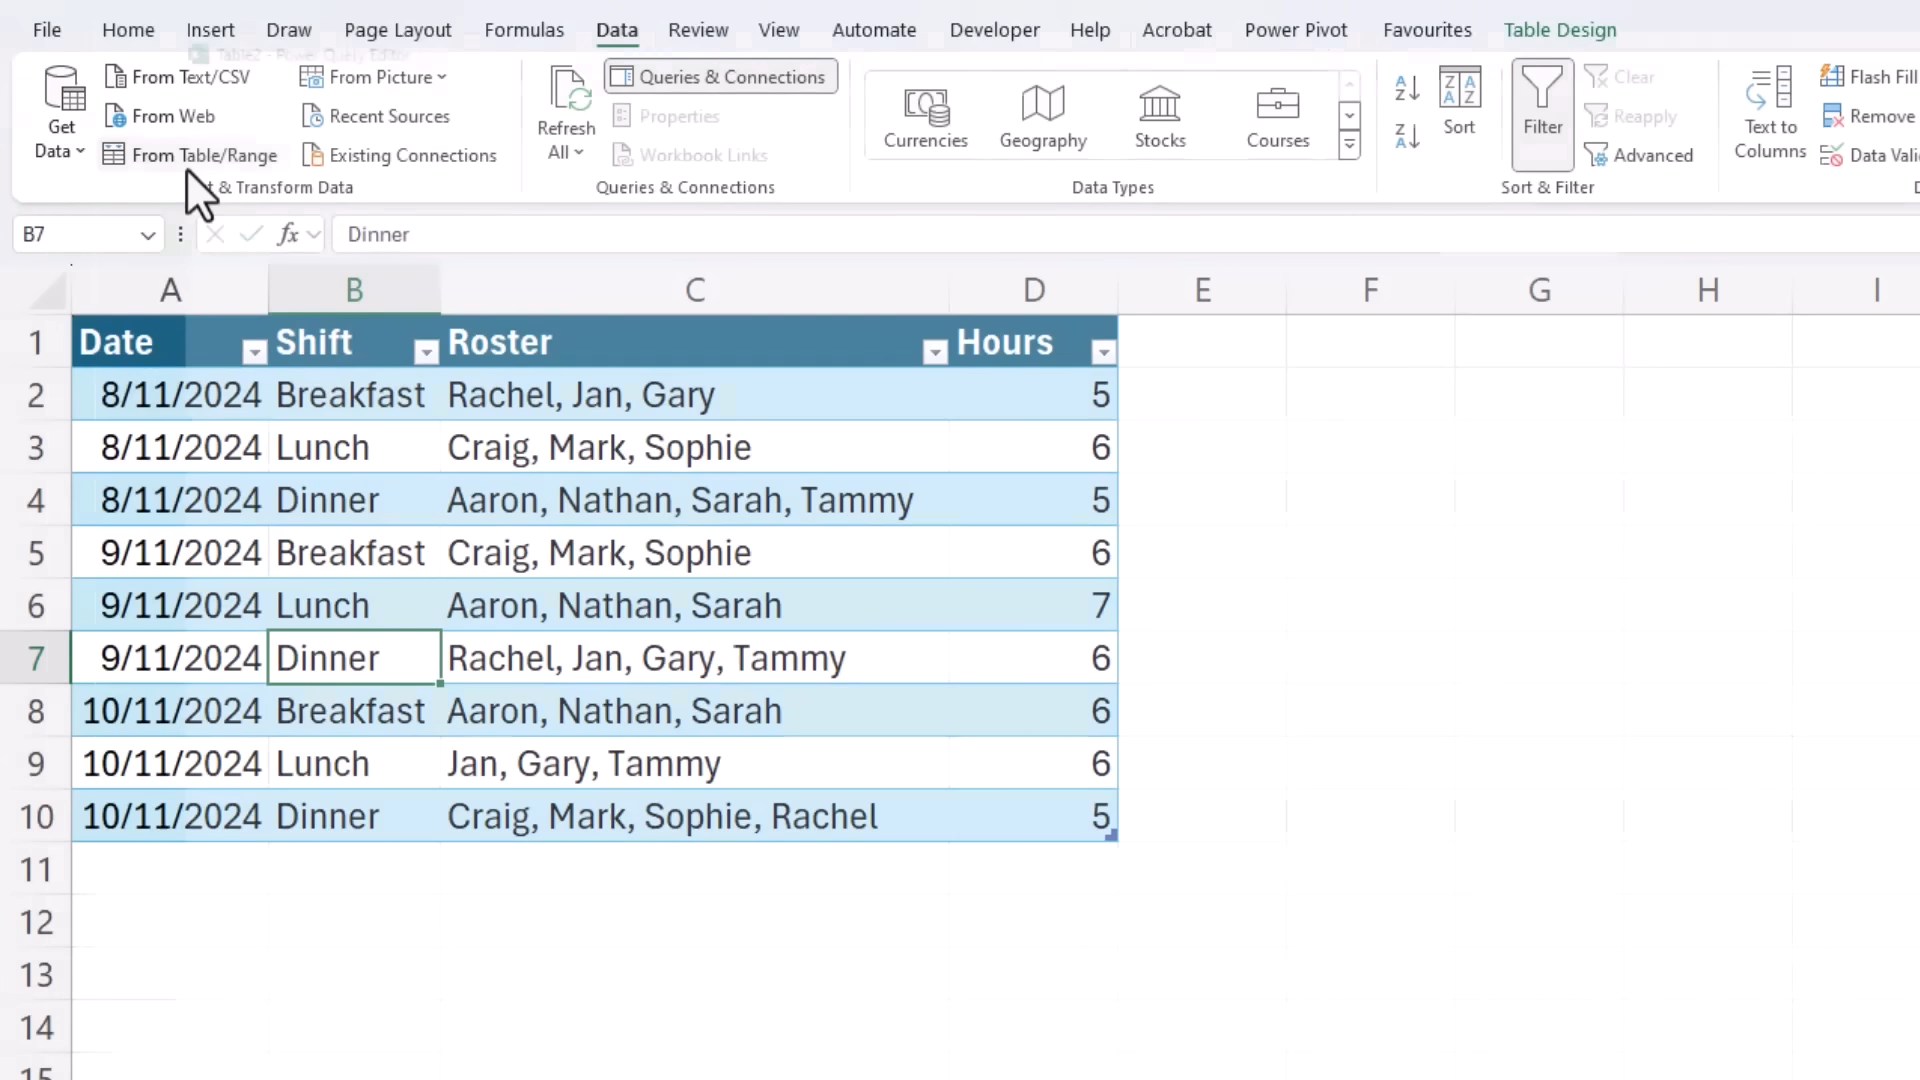 File Home Insert Draw Page Layout Formulas Data Review View Automate Developer Help Acrobat Power Pivot Favourites Table Design
Table2 - Power Query Editor
Get
Data
From Text/CSV
From Web
From Table/Range
From Picture
Recent Sources
Existing Connections
& Transform Data
Refresh
All
Queries & Connections
Properties
Workbook Links
Queries & Connections
Currencies Geography Stocks Courses
Data Types
Sort
Filter
Clear
Reapply
Advanced
Sort & Filter
Text to
Columns
Flash Fill
Remove
Data Vali
B7 fx Dinner
A B C D E F G H I
1 Date Shift Roster Hours
2 8/11/2024 Breakfast Rachel, Jan, Gary 5
3 8/11/2024 Lunch Craig, Mark, Sophie 6
4 8/11/2024 Dinner Aaron, Nathan, Sarah, Tammy 5
5 9/11/2024 Breakfast Craig, Mark, Sophie 6
6 9/11/2024 Lunch Aaron, Nathan, Sarah 7
7 9/11/2024 Dinner Rachel, Jan, Gary, Tammy 6
8 10/11/2024 Breakfast Aaron, Nathan, Sarah 6
9 10/11/2024 Lunch Jan, Gary, Tammy 6
10 10/11/2024 Dinner Craig, Mark, Sophie, Rachel 5
11
12
13
14
15